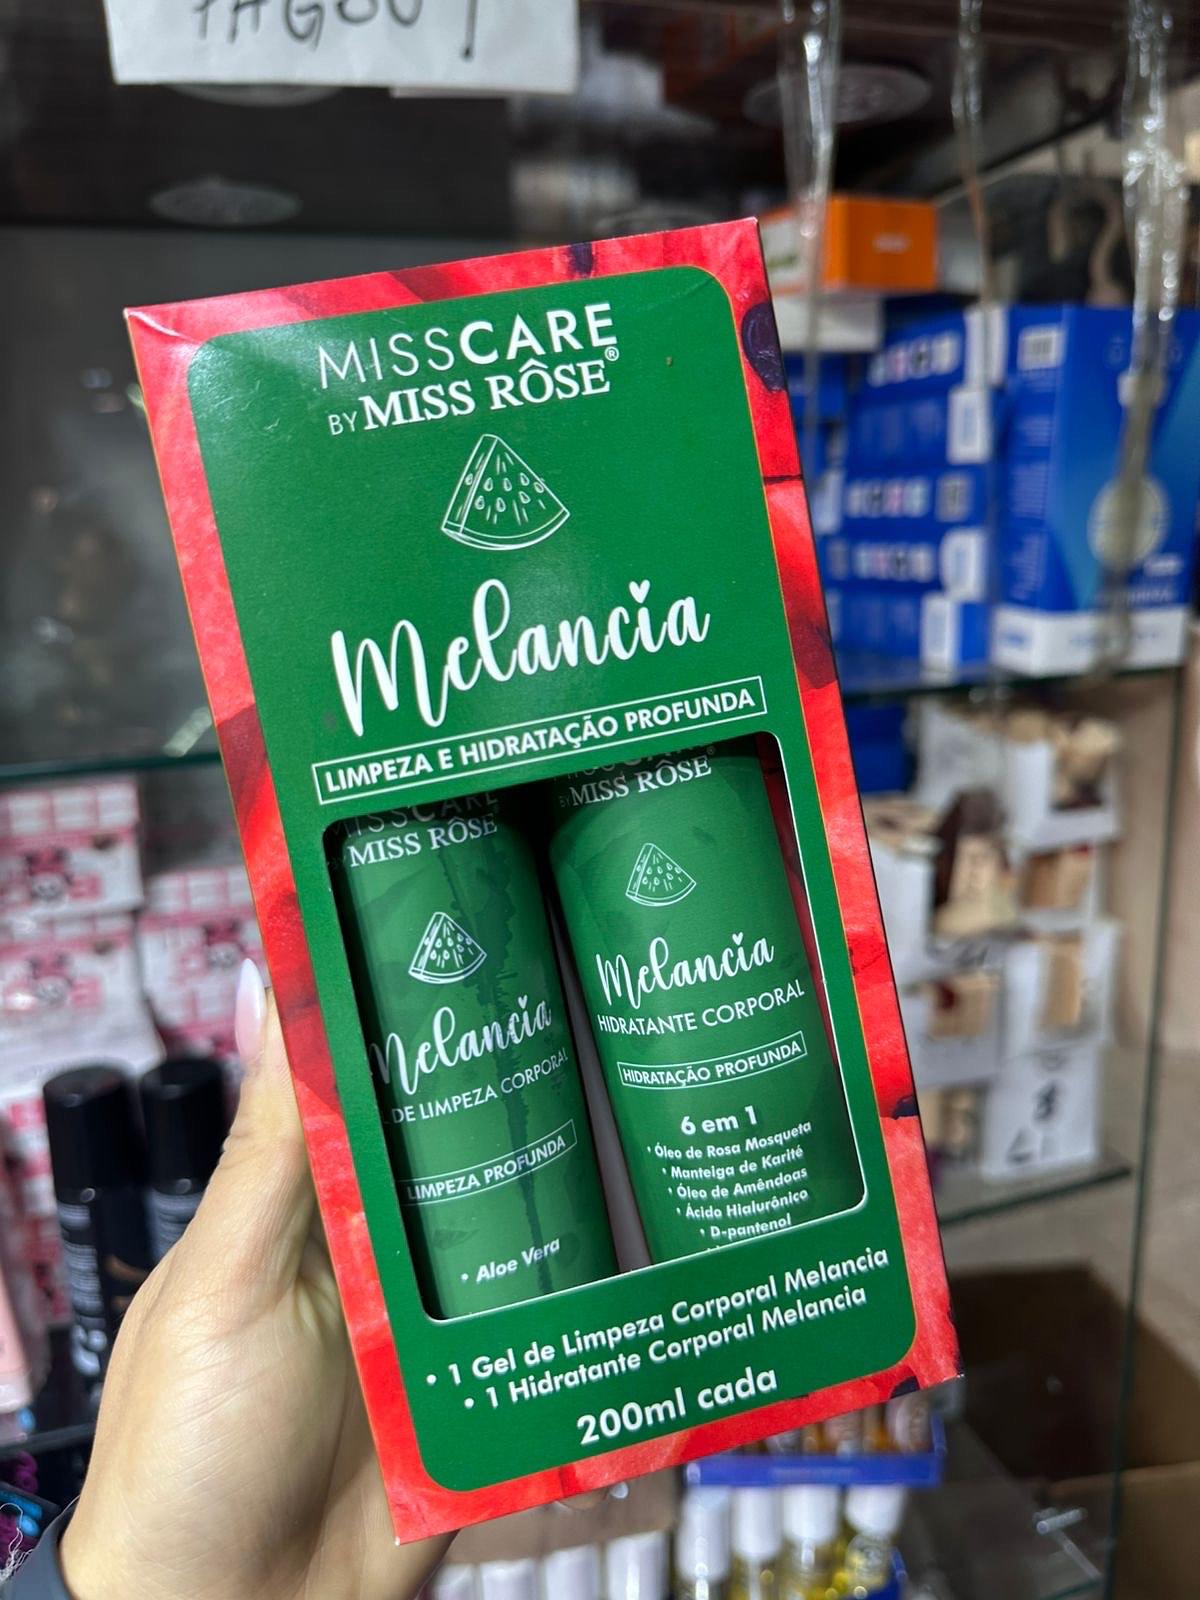 MISSCARE
BY MISS RÔSE®
Melancia
LIMPEZA E HIDRATAÇÃO PROFUNDA
MISSCARE
BY MISS RÔSE
Melancia
DE LIMPEZA CORPORAL
LIMPEZA PROFUNDA
• Aloe Vera
BY MISS RÔSE®
Melancia
HIDRATANTE CORPORAL
HIDRATAÇÃO PROFUNDA
6 em 1
• Óleo de Rosa Mosqueta
• Manteiga de Karité
• Óleo de Amêndoas
• Ácido Hialurônico
• D-pantenol
• 1 Gel de Limpeza Corporal Melancia
• 1 Hidratante Corporal Melancia
200ml cada